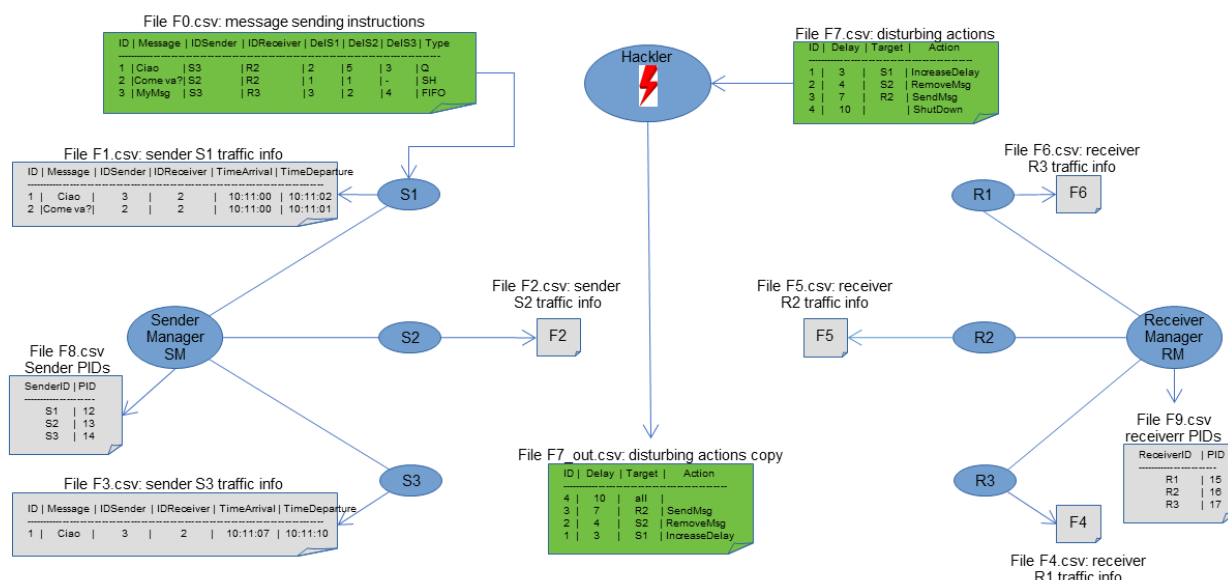 File F0.csv: message sending instructions
ID | Message | IDSender | IDReceiver | DelS1 | DelS2 | DelS3 | Type
1 | Ciao | S3 | R2 | 2 | 5 | 3 | Q
2 | Come va? | S2 | R2 | 1 | 1 | - | SH
3 | MyMsg | S3 | R3 | 3 | 2 | 4 | FIFO
Hackler
File F7.csv: disturbing actions
ID | Delay | Target | Action
1 | 3 | S1 | IncreaseDelay
2 | 4 | S2 | RemoveMsg
3 | 7 | R2 | SendMsg
4 | 10 | | ShutDown
File F1.csv: sender S1 traffic info
ID | Message | IDSender | IDReceiver | TimeArrival | TimeDeparture
1 | Ciao | 3 | 2 | 10:11:00 | 10:11:02
2 | Come va? | 2 | 2 | 10:11:00 | 10:11:01
S1
File F6.csv: receiver
R3 traffic info
R1
F6
File F2.csv: sender
S2 traffic info
File F5.csv: receiver
R2 traffic info
Sender
Manager
SM
S2
F2
F5
R2
Receiver
Manager
RM
File F8.csv
Sender PIDs
SenderID | PID
S1 | 12
S2 | 13
S3 | 14
File F9.csv
receiverr PIDs
ReceiverID | PID
R1 | 15
R2 | 16
R3 | 17
File F7_out.csv: disturbing actions copy
ID | Delay | Target | Action
4 | 10 | all |
3 | 7 | R2 | SendMsg
2 | 4 | S2 | RemoveMsg
1 | 3 | S1 | IncreaseDelay
S3
R3
File F3.csv: sender S3 traffic info
ID | Message | IDSender | IDReceiver | TimeArrival | TimeDeparture
1 | Ciao | 3 | 2 | 10:11:07 | 10:11:10
F4
File F4.csv: receiver
R1 traffic info